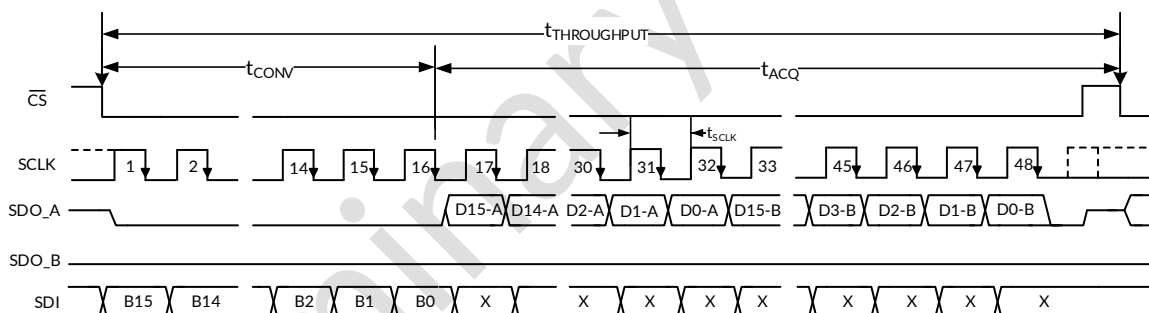 tTHROUGHPUT
tCONV tACQ
CS
tSCLK
SCLK 1 2 14 15 16 17 18 30 31 32 33 45 46 47 48
SDO_A D15-A D14-A D2-A D1-A D0-A D15-B D3-B D2-B D1-B D0-B
SDO_B
SDI B15 B14 B2 B1 B0 X X X X X X X X X